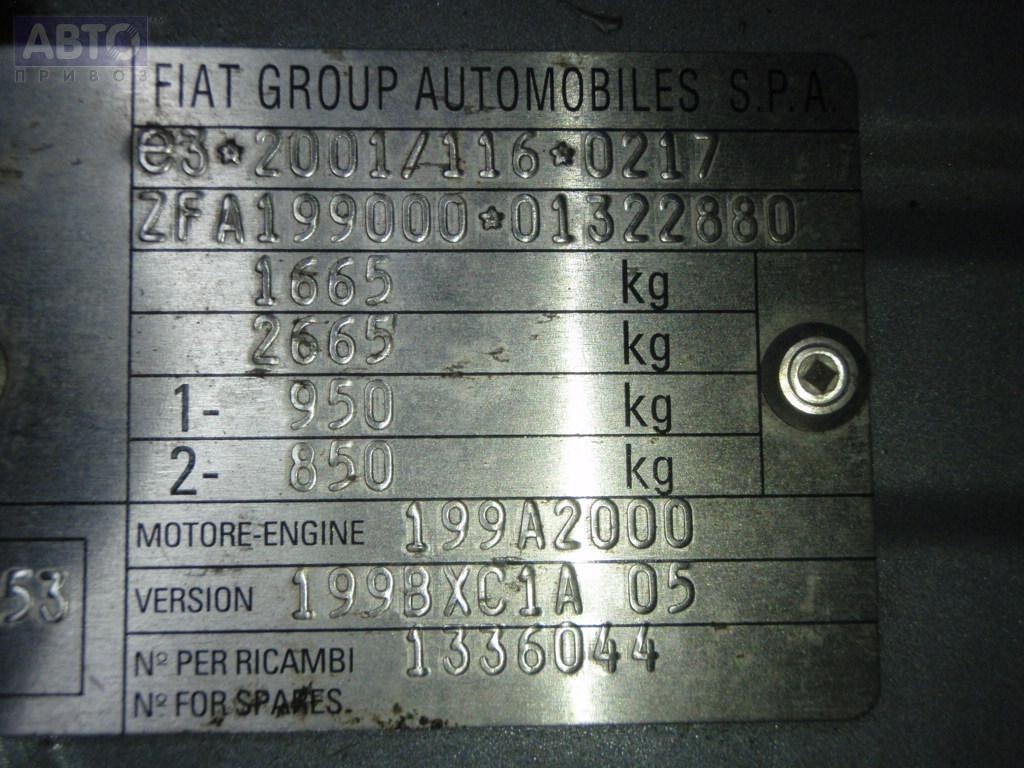 АВТО
ПРИВОЗ
FIAT GROUP AUTOMOBILES S.P.A.
e3*2001/116*0217
ZFA199000*01322880
1665 kg
2665 kg
1- 950 kg
2- 850 kg
MOTORE-ENGINE 199A2000
53
VERSION 199BXC1A 05
Nº PER RICAMBI 1336044
Nº FOR SPARES.